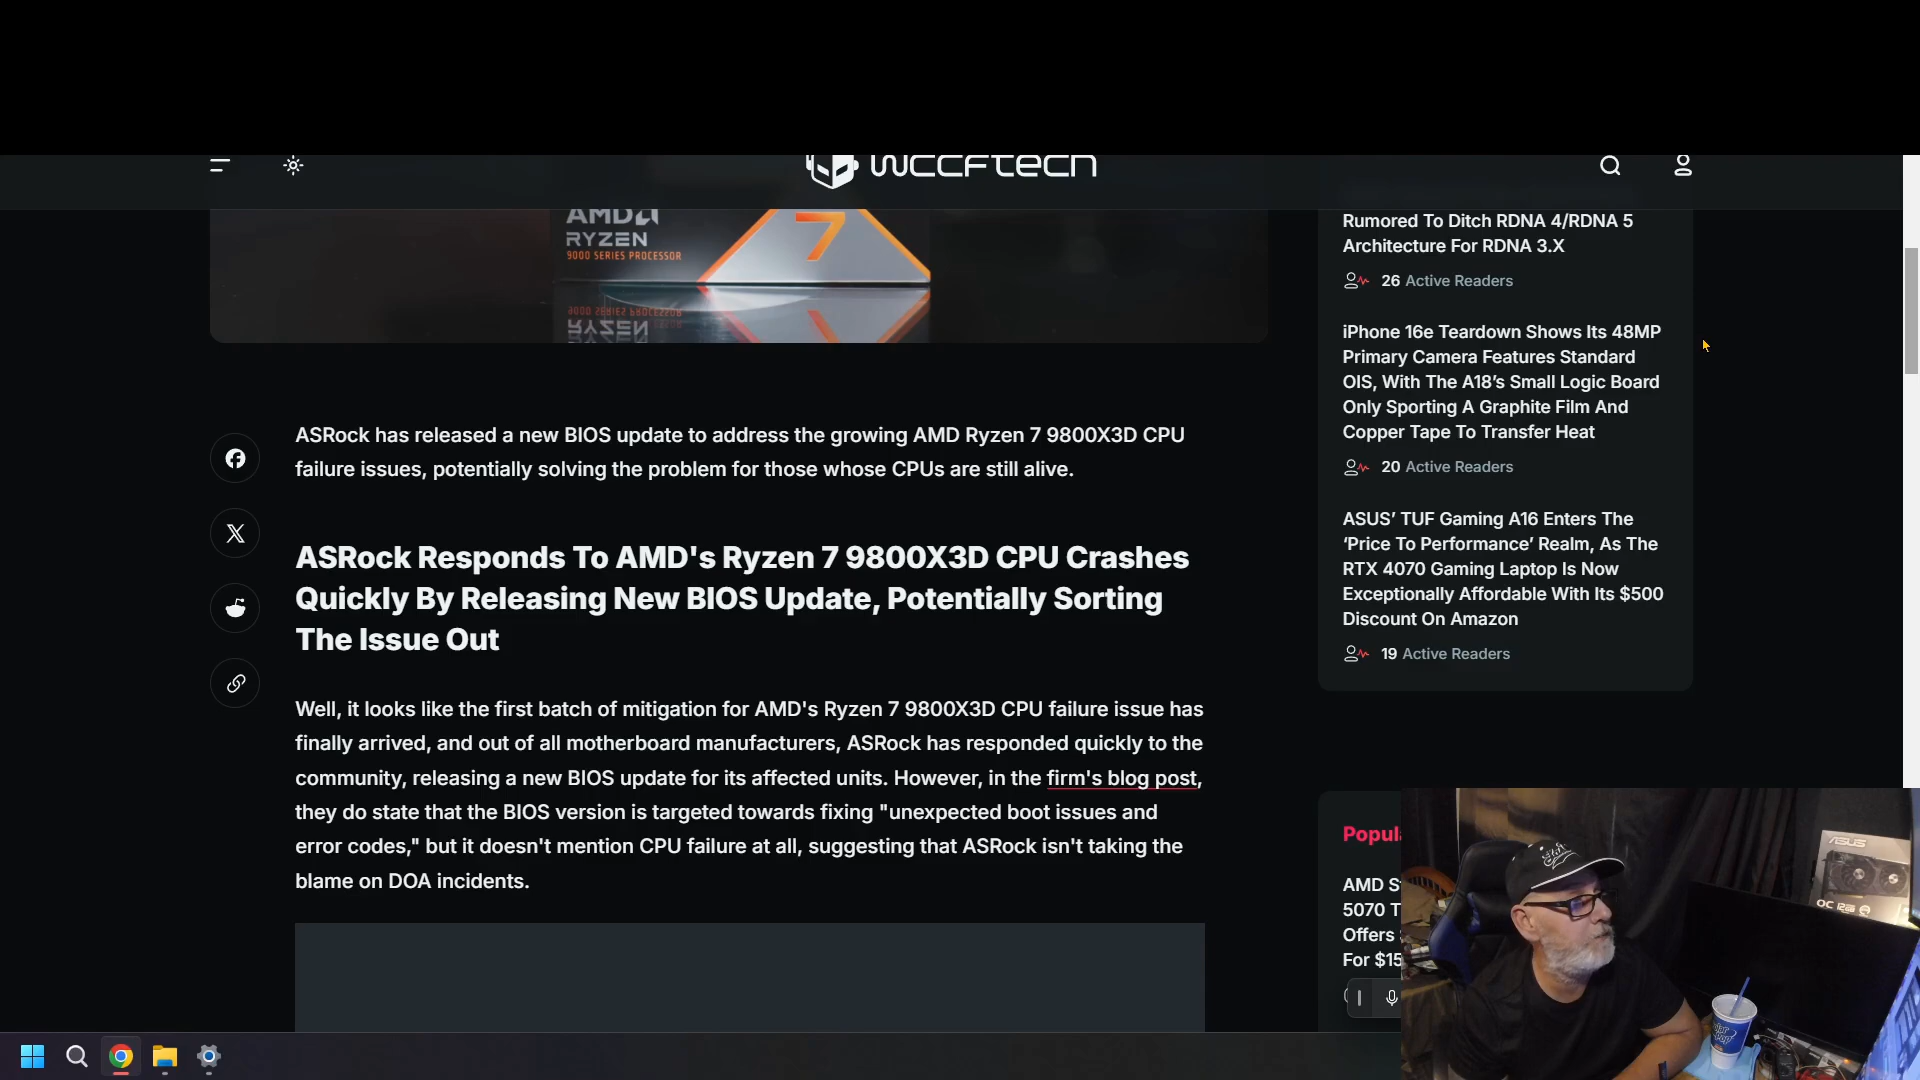 wccftech
AMD
RYZEN
9000 SERIES PROCESSOR
7
ASRock has released a new BIOS update to address the growing AMD Ryzen 7 9800X3D CPU
failure issues, potentially solving the problem for those whose CPUs are still alive.
ASRock Responds To AMD's Ryzen 7 9800X3D CPU Crashes
Quickly By Releasing New BIOS Update, Potentially Sorting
The Issue Out
Well, it looks like the first batch of mitigation for AMD's Ryzen 7 9800X3D CPU failure issue has
finally arrived, and out of all motherboard manufacturers, ASRock has responded quickly to the
community, releasing a new BIOS update for its affected units. However, in the firm's blog post,
they do state that the BIOS version is targeted towards fixing "unexpected boot issues and
error codes," but it doesn't mention CPU failure at all, suggesting that ASRock isn't taking the
blame on DOA incidents.
Rumored To Ditch RDNA 4/RDNA 5
Architecture For RDNA 3.X
26 Active Readers
iPhone 16e Teardown Shows Its 48MP
Primary Camera Features Standard
OIS, With The A18’s Small Logic Board
Only Sporting A Graphite Film And
Copper Tape To Transfer Heat
20 Active Readers
ASUS’ TUF Gaming A16 Enters The
‘Price To Performance’ Realm, As The
RTX 4070 Gaming Laptop Is Now
Exceptionally Affordable With Its $500
Discount On Amazon
19 Active Readers
Popul
AMD S
5070 T
Offers
For $15
ASUS